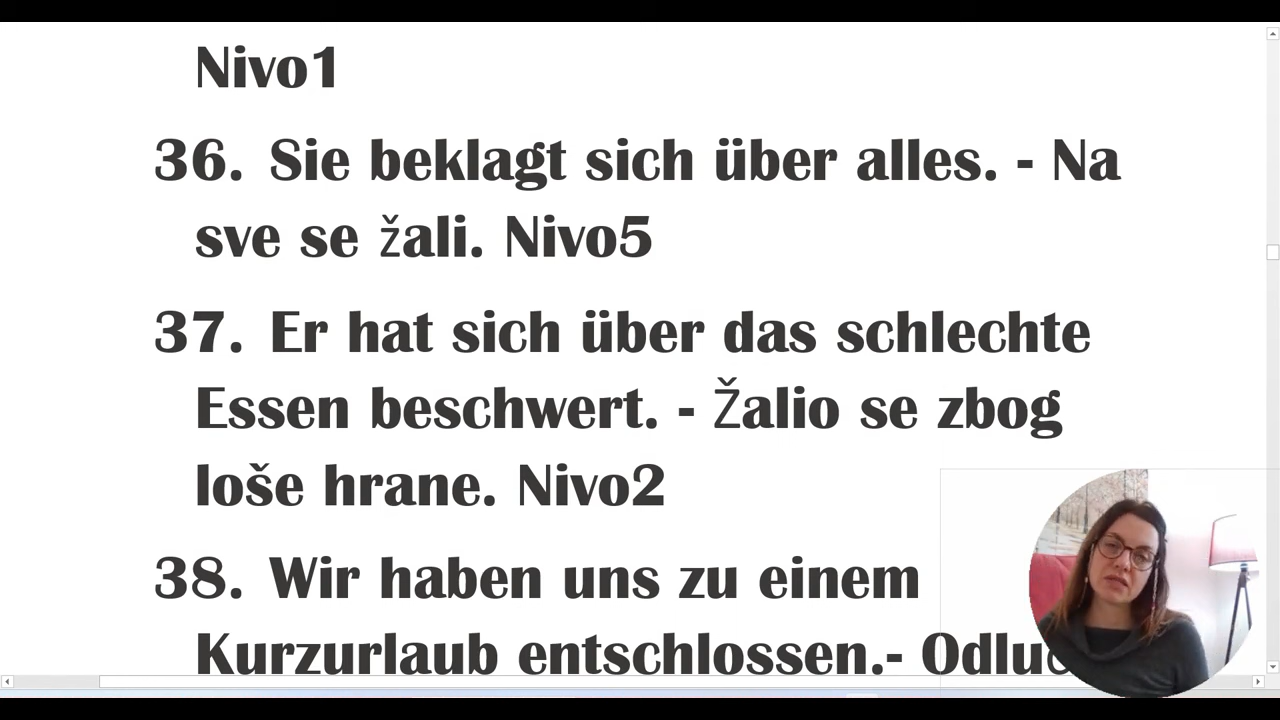 Nivo1
36. Sie beklagt sich über alles. - Na
sve se žali. Nivo5
37. Er hat sich über das schlechte
Essen beschwert. - Žalio se zbog
loše hrane. Nivo2
38. Wir haben uns zu einem
Kurzurlaub entschlossen.-